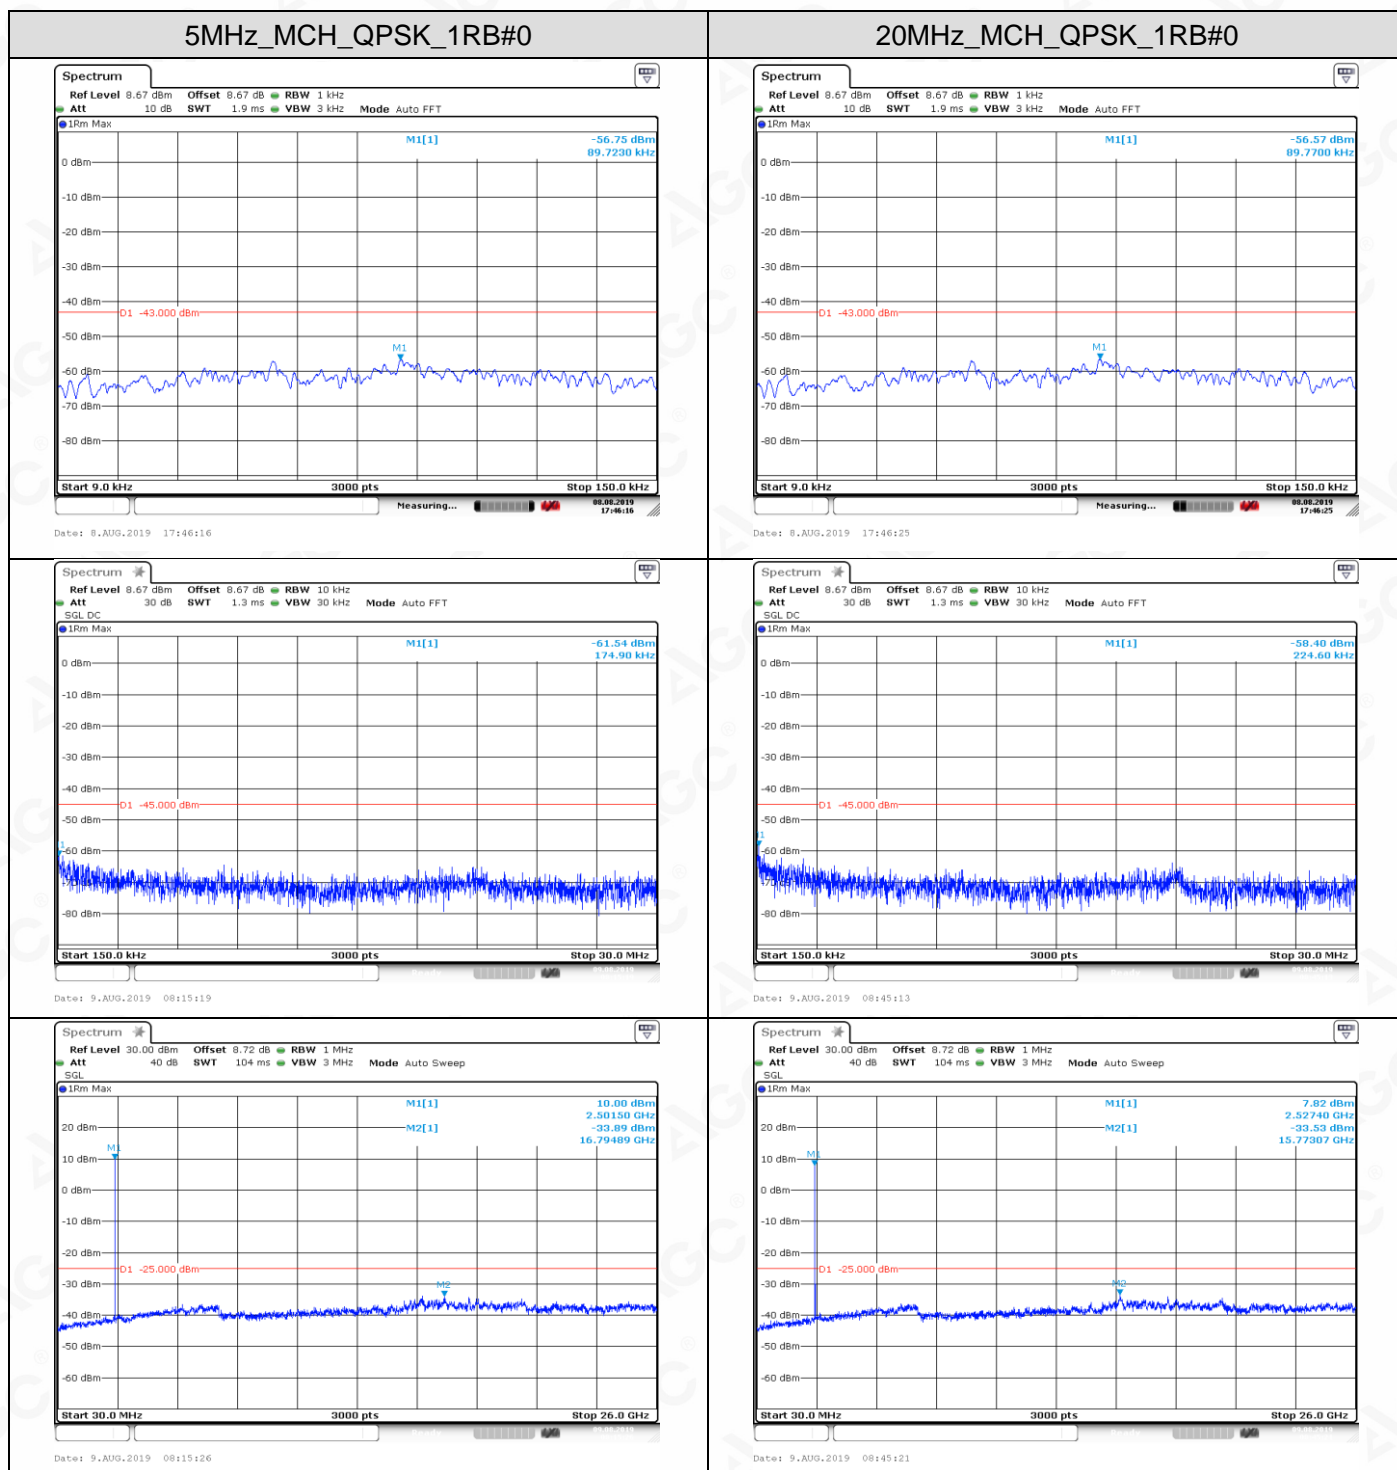 5MHz_MCH_QPSK_1RB#0
20MHz_MCH_QPSK_1RB#0
Spectrum
Ref Level 8.67 dBm Offset 8.67 dB RBW 1 kHz
Att 10 dB SWT 1.9 ms VBW 3 kHz Mode Auto FFT
1Rm Max
M1[1] -56.75 dBm
89.7230 kHz
0 dBm
-10 dBm
-20 dBm
-30 dBm
-40 dBm
D1 -43.000 dBm
-50 dBm
M1
-60 dBm
-70 dBm
-80 dBm
Start 9.0 kHz 3000 pts Stop 150.0 kHz
Measuring... 08.08.2019
17:46:16
Date: 8.AUG.2019 17:46:16
Spectrum
Ref Level 8.67 dBm Offset 8.67 dB RBW 1 kHz
Att 10 dB SWT 1.9 ms VBW 3 kHz Mode Auto FFT
1Rm Max
M1[1] -56.57 dBm
89.7700 kHz
0 dBm
-10 dBm
-20 dBm
-30 dBm
-40 dBm
D1 -43.000 dBm
-50 dBm
M1
-60 dBm
-70 dBm
-80 dBm
Start 9.0 kHz 3000 pts Stop 150.0 kHz
Measuring... 08.08.2019
17:46:25
Date: 8.AUG.2019 17:46:25
Spectrum
Ref Level 8.67 dBm Offset 8.67 dB RBW 10 kHz
Att 30 dB SWT 1.3 ms VBW 30 kHz Mode Auto FFT
SGL DC
1Rm Max
M1[1] -61.54 dBm
174.90 kHz
0 dBm
-10 dBm
-20 dBm
-30 dBm
-40 dBm
D1 -45.000 dBm
-50 dBm
-60 dBm
-80 dBm
Start 150.0 kHz 3000 pts Stop 30.0 MHz
Date: 9.AUG.2019 08:15:19
Spectrum
Ref Level 8.67 dBm Offset 8.67 dB RBW 10 kHz
Att 30 dB SWT 1.3 ms VBW 30 kHz Mode Auto FFT
SGL DC
1Rm Max
M1[1] -58.40 dBm
224.60 kHz
0 dBm
-10 dBm
-20 dBm
-30 dBm
-40 dBm
D1 -45.000 dBm
-50 dBm
-60 dBm
-80 dBm
Start 150.0 kHz 3000 pts Stop 30.0 MHz
Date: 9.AUG.2019 08:45:13
Spectrum
Ref Level 30.00 dBm Offset 8.72 dB RBW 1 MHz
Att 40 dB SWT 104 ms VBW 3 MHz Mode Auto Sweep
SGL
1Rm Max
M1[1] 10.00 dBm
2.50150 GHz
20 dBm M2[1] -33.89 dBm
16.79489 GHz
M1
10 dBm
0 dBm
-10 dBm
-20 dBm
D1 -25.000 dBm
-30 dBm
M2
-40 dBm
-50 dBm
-60 dBm
Start 30.0 MHz 3000 pts Stop 26.0 GHz
Date: 9.AUG.2019 08:15:26
Spectrum
Ref Level 30.00 dBm Offset 8.72 dB RBW 1 MHz
Att 40 dB SWT 104 ms VBW 3 MHz Mode Auto Sweep
SGL
1Rm Max
M1[1] 7.82 dBm
2.52740 GHz
20 dBm M2[1] -33.53 dBm
15.77307 GHz
M1
10 dBm
0 dBm
-10 dBm
-20 dBm
D1 -25.000 dBm
-30 dBm
M2
-40 dBm
-50 dBm
-60 dBm
Start 30.0 MHz 3000 pts Stop 26.0 GHz
Date: 9.AUG.2019 08:45:21